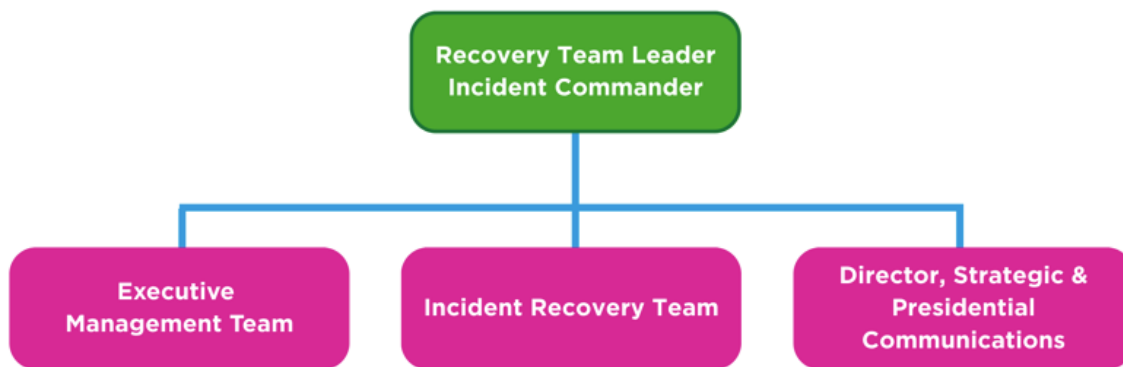 Recovery Team Leader
Incident Commander
Executive
Management Team
Incident Recovery Team
Director, Strategic &
Presidential
Communications